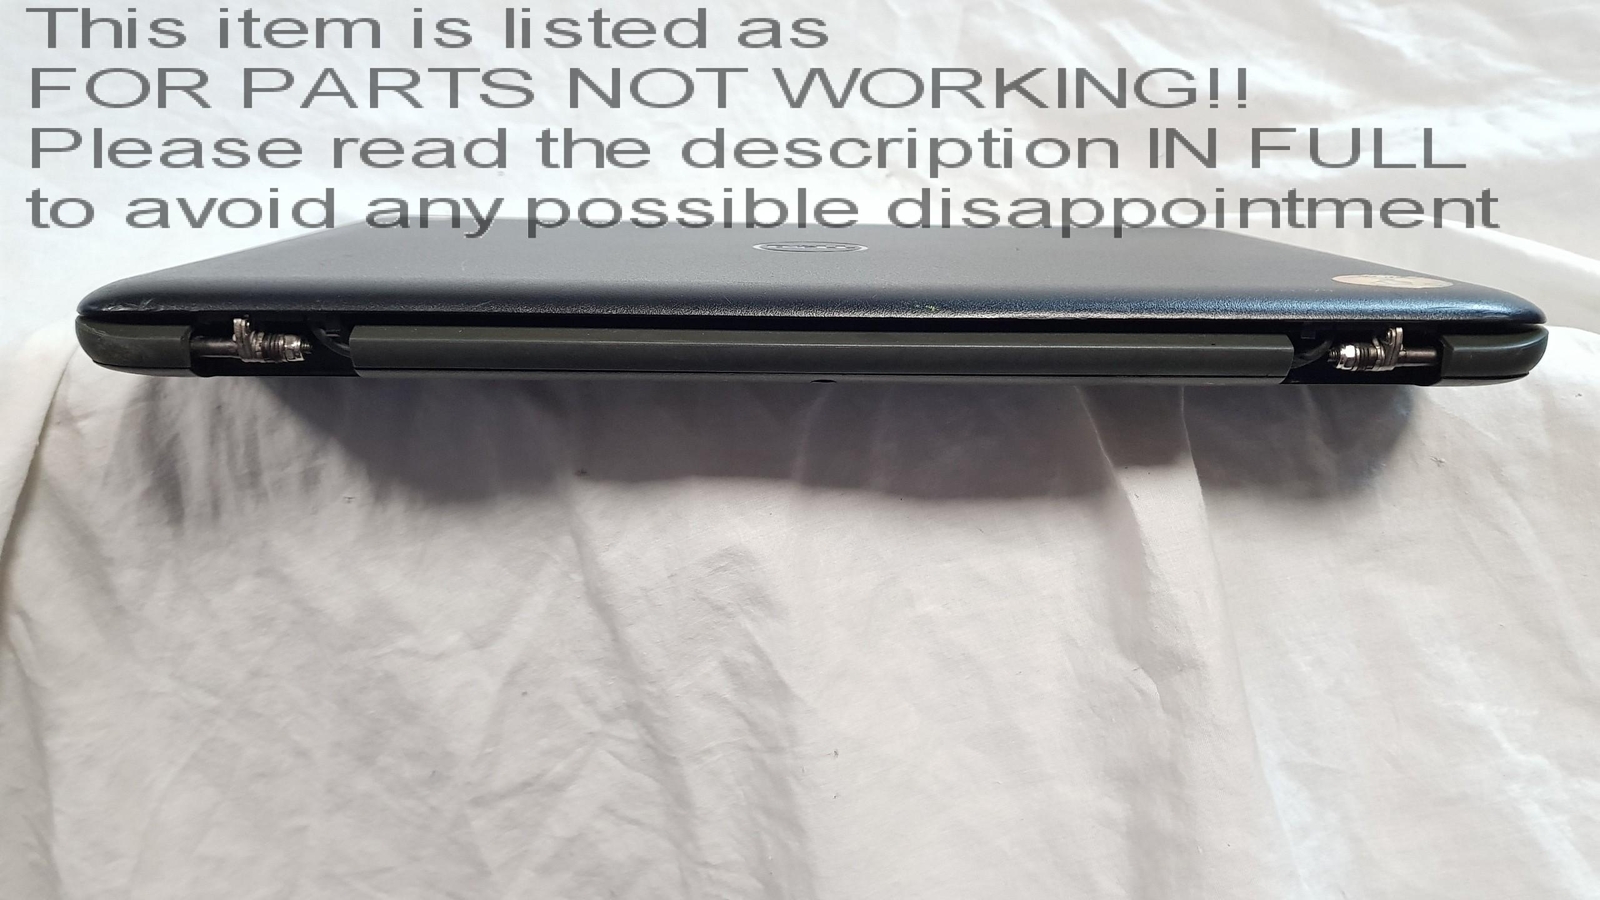 This item is listed as
FOR PARTS NOT WORKING!!
Please read the description IN FULL
to avoid any possible disappointment
DELL